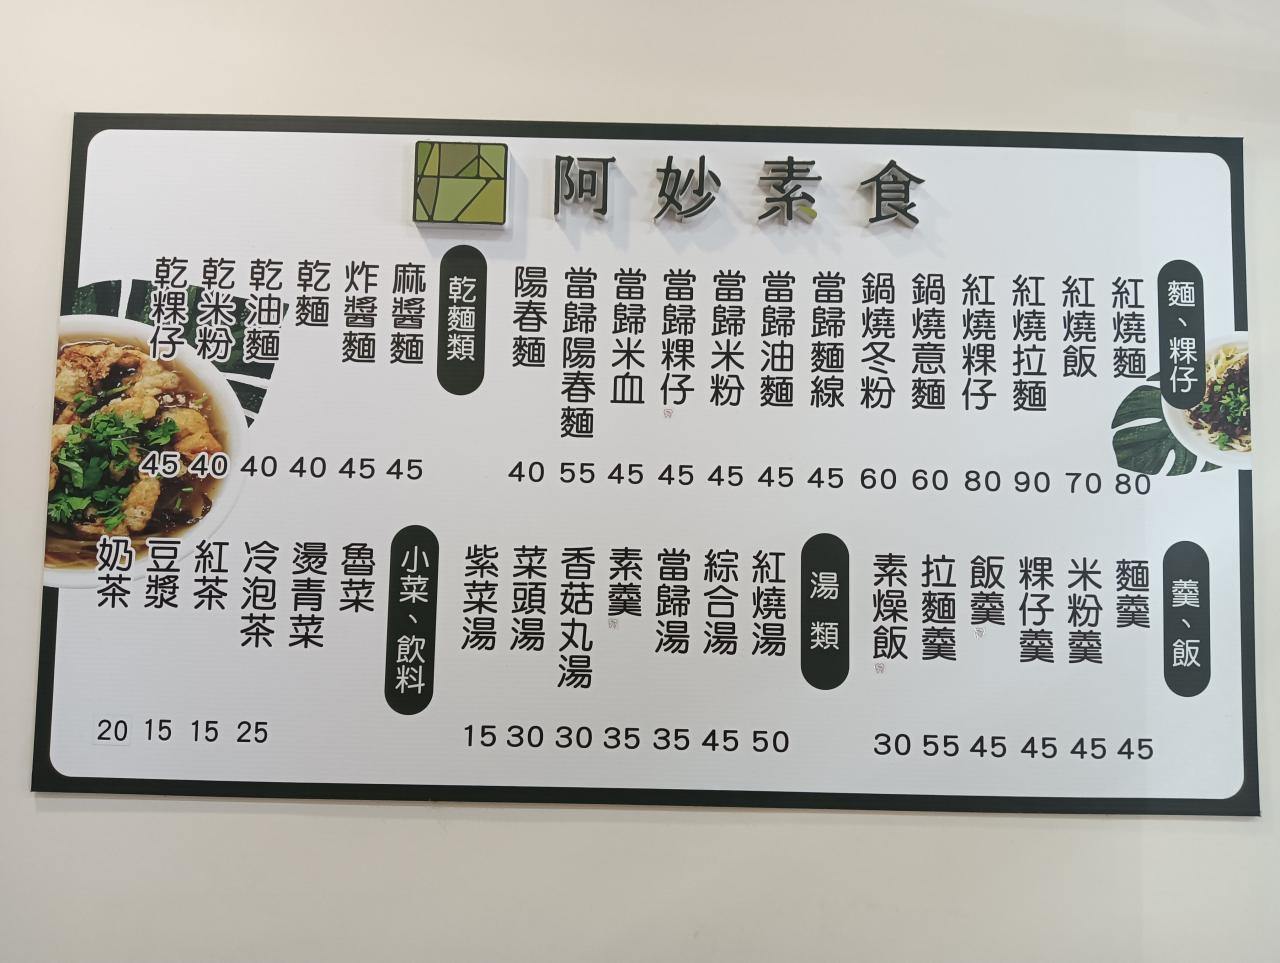 阿妙素食
麵、粿仔
紅燒麵 80
紅燒飯 70
紅燒拉麵 90
紅燒粿仔 80
鍋燒意麵 60
鍋燒冬粉 60
當歸麵線 45
當歸油麵 45
當歸米粉 45
當歸粿仔 45
當歸米血 45
當歸陽春麵 55
陽春麵 40
乾麵類
麻醬麵 45
炸醬麵 45
乾麵 40
乾油麵 40
乾米粉 40
乾粿仔 45
羹、飯
麵羹 45
米粉羹 45
粿仔羹 45
飯羹 45
拉麵羹 55
素燥飯 30
湯類
紅燒湯 50
綜合湯 45
當歸湯 35
素羹 35
香菇丸湯 30
菜頭湯 30
紫菜湯 15
小菜、飲料
魯菜
燙青菜
冷泡茶 25
紅茶 15
豆漿 15
奶茶 20